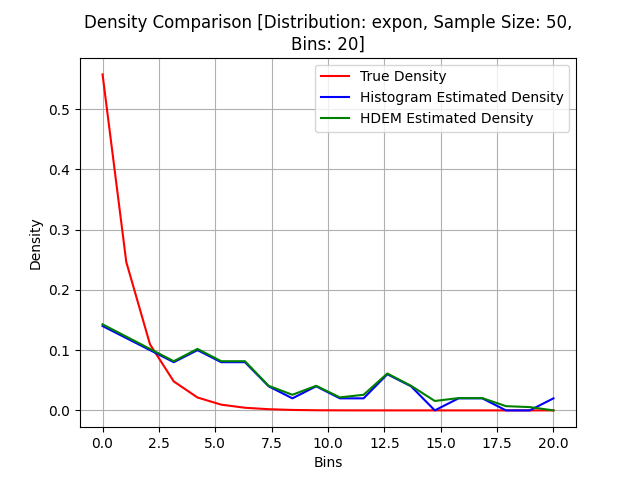 Density Comparison [Distribution: expon, Sample Size: 50,
Bins: 20]
True Density
Histogram Estimated Density
HDEM Estimated Density
Density
0.5
0.4
0.3
0.2
0.1
0.0
0.0 2.5 5.0 7.5 10.0 12.5 15.0 17.5 20.0
Bins